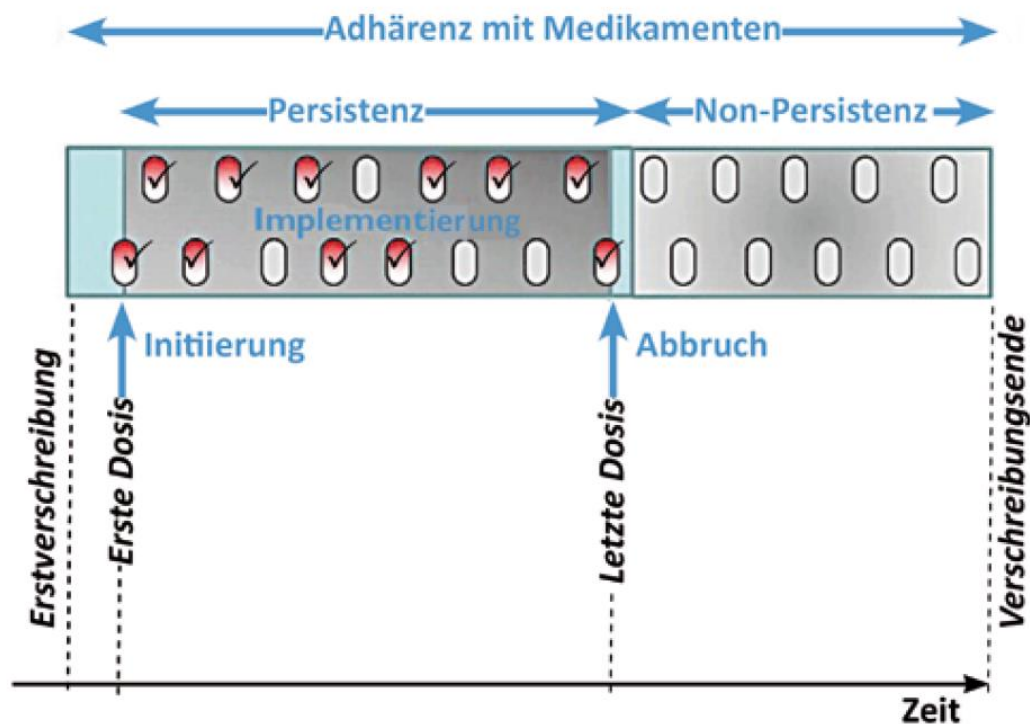 Adhärenz mit Medikamenten
Persistenz
Non-Persistenz
Implementierung
Initiierung
Abbruch
Erstverschreibung
Erste Dosis
Letzte Dosis
Verschreibungsende
Zeit